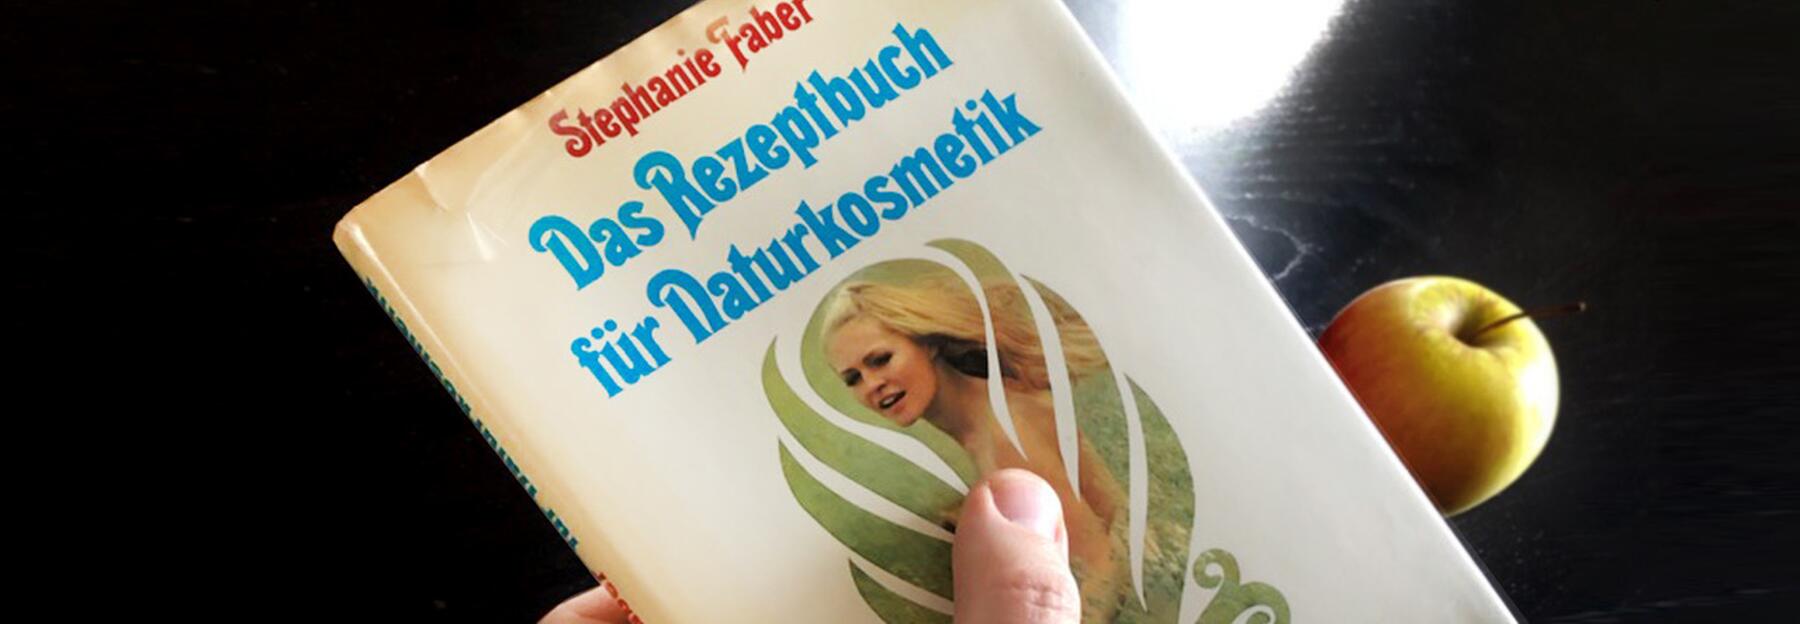 Stephanie Faber
Das Rezeptbuch
für Naturkosmetik